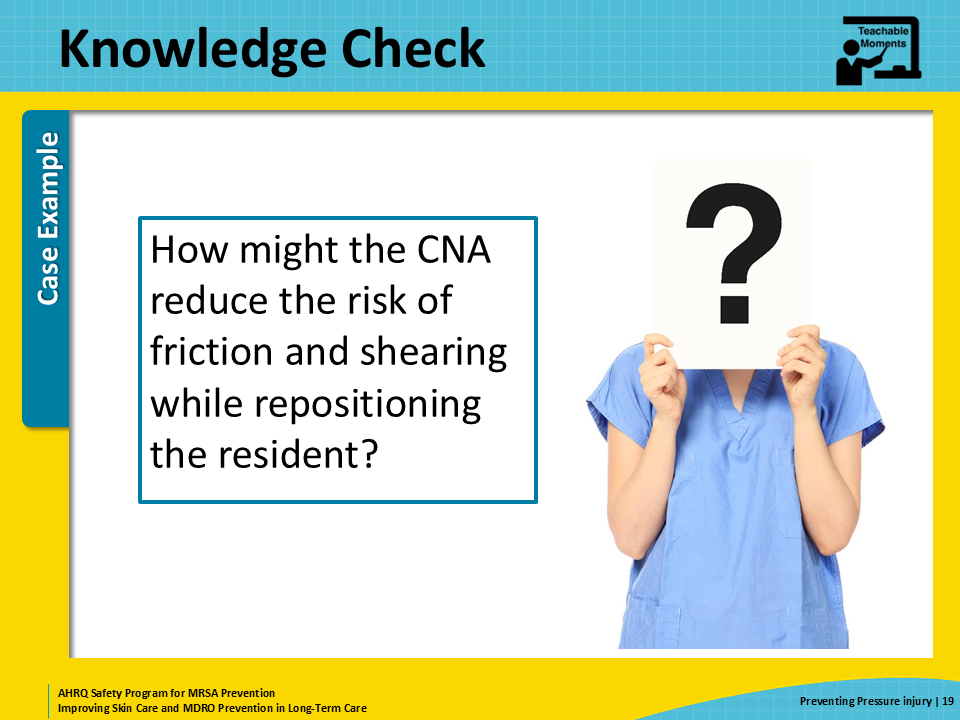 Knowledge Check
Teachable
Moments
Case Example
How might the CNA
reduce the risk of
friction and shearing
while repositioning
the resident?
?
AHRQ Safety Program for MRSA Prevention
Improving Skin Care and MDRO Prevention in Long-Term Care
Preventing Pressure injury | 19